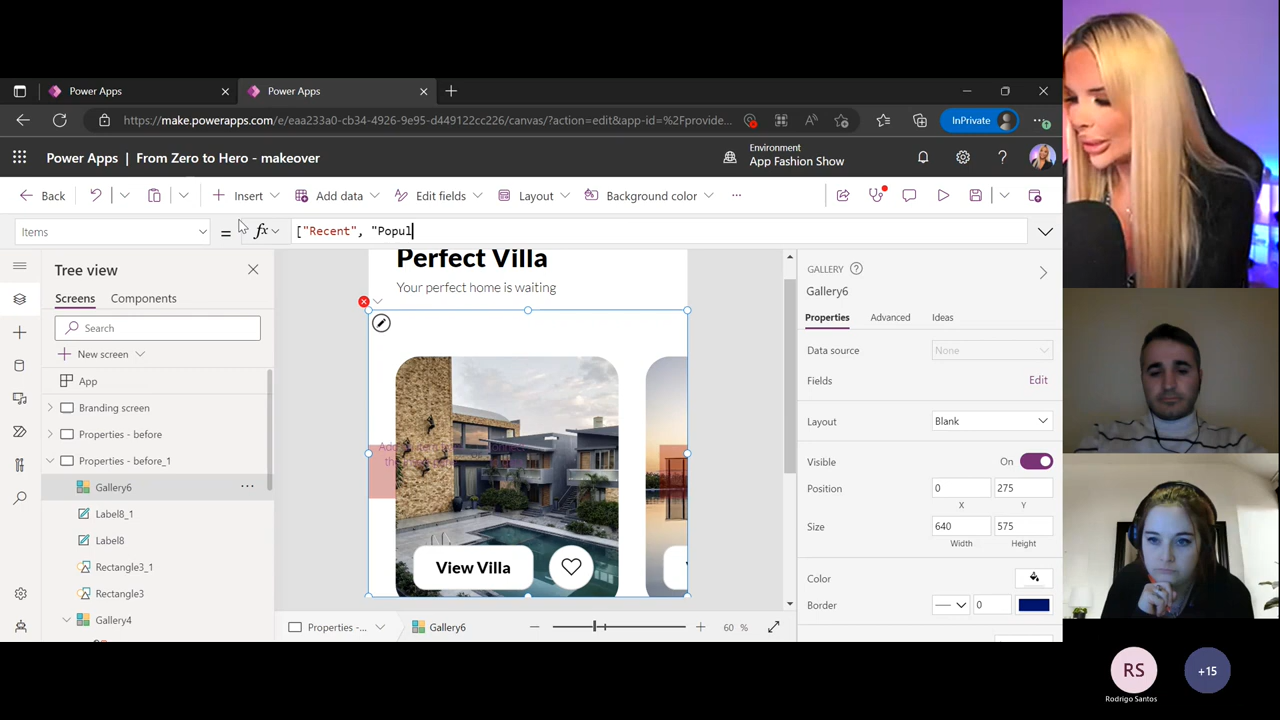 Power Apps
Power Apps
https://make.powerapps.com/e/eaa233a0-cb34-4926-9e95-d449122cc226/canvas/?action=edit&app-id=%2Fprovide...
InPrivate
Power Apps | From Zero to Hero - makeover
Environment
App Fashion Show
Back
Insert
Add data
Edit fields
Layout
Background color
Items
=
fx
["Recent", "Popul
Tree view
Screens
Components
Search
New screen
App
Branding screen
Properties - before
Properties - before_1
Gallery6
Label8_1
Label8
Rectangle3_1
Rectangle3
Gallery4
Perfect Villa
Your perfect home is waiting
View Villa
Properties -...
Gallery6
60 %
GALLERY
Gallery6
Properties
Advanced
Ideas
Data source
None
Fields
Edit
Layout
Blank
Visible
On
Position
0
275
X
Y
Size
640
575
Width
Height
Color
Border
0
RS
+15
Rodrigo Santos